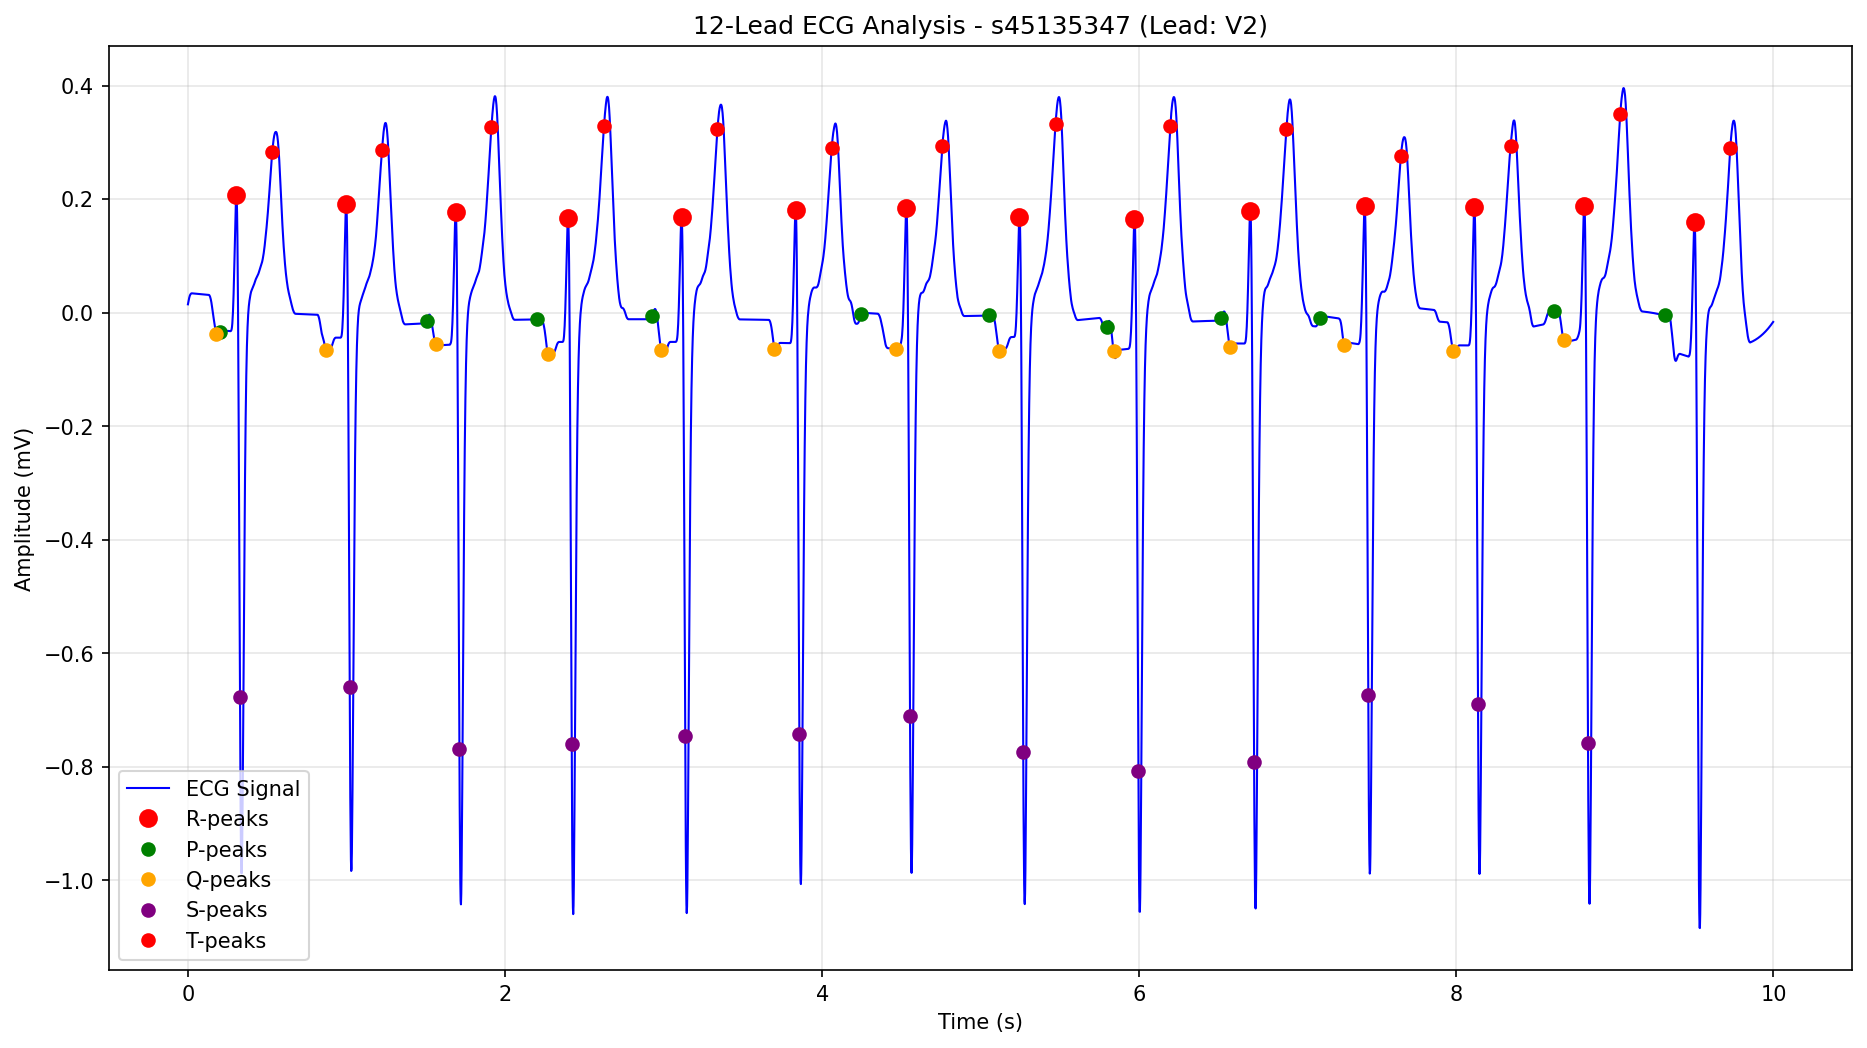 12-Lead ECG Analysis - s45135347 (Lead: V2)
0.4
0.2
0.0
−0.2
−0.4
−0.6
−0.8
−1.0
Amplitude (mV)
ECG Signal
R-peaks
P-peaks
Q-peaks
S-peaks
T-peaks
0
2
4
6
8
10
Time (s)